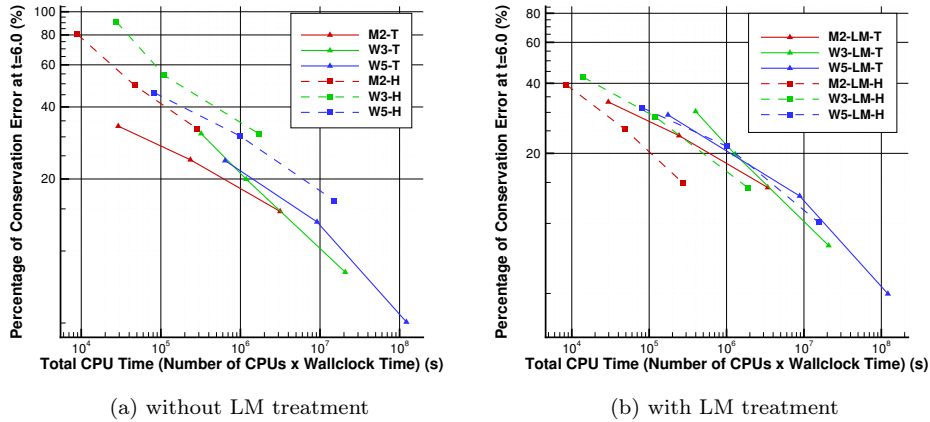 Percentage of Conservation Error at t=6.0 (%)
100
80
60
40
20
10^4
10^5
10^6
10^7
10^8
Total CPU Time (Number of CPUs x Wallclock Time) (s)
M2-T
W3-T
W5-T
M2-H
W3-H
W5-H
(a) without LM treatment
Percentage of Conservation Error at t=6.0 (%)
80
60
40
20
10^4
10^5
10^6
10^7
10^8
Total CPU Time (Number of CPUs x Wallclock Time) (s)
M2-LM-T
W3-LM-T
W5-LM-T
M2-LM-H
W3-LM-H
W5-LM-H
(b) with LM treatment